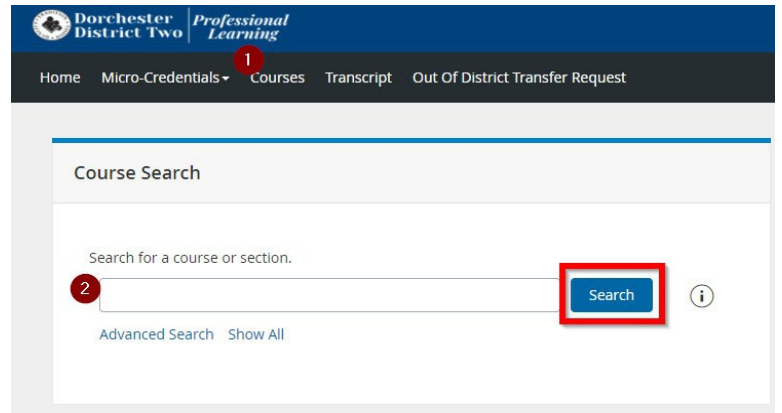 Dorchester District Two Professional Learning
1
Home Micro-Credentials Courses Transcript Out Of District Transfer Request
Course Search
Search for a course or section.
2
Search
i
Advanced Search Show All